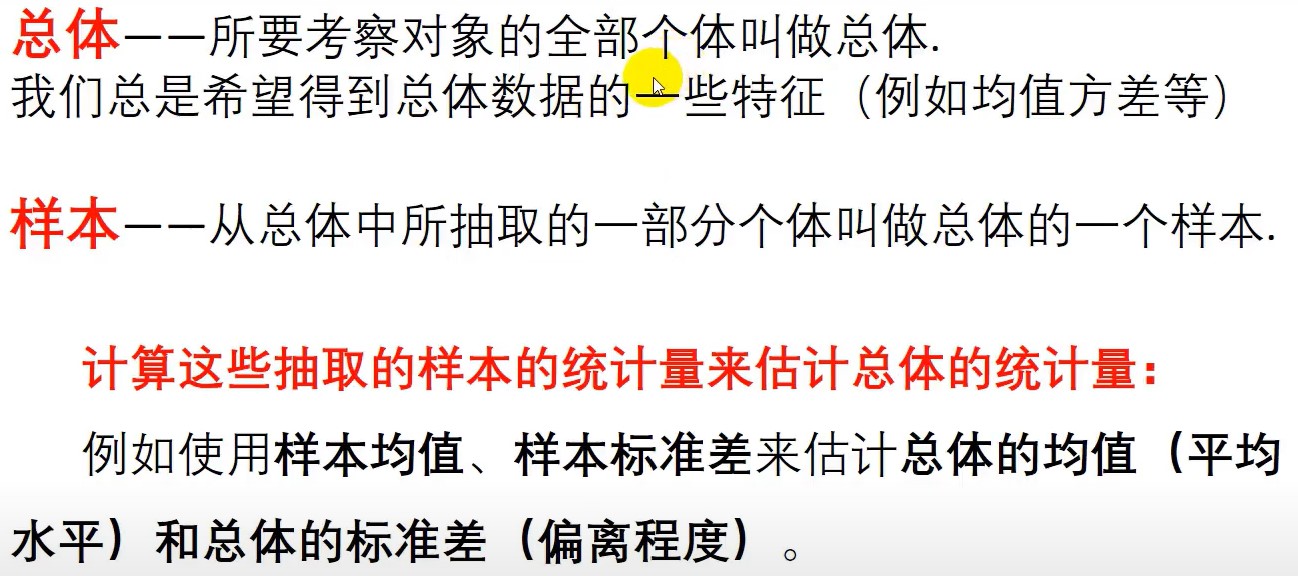 总体——所要考察对象的全部个体叫做总体.
我们总是希望得到总体数据的一些特征（例如均值方差等）
样本——从总体中所抽取的一部分个体叫做总体的一个样本.
计算这些抽取的样本的统计量来估计总体的统计量：
例如使用样本均值、样本标准差来估计总体的均值（平均
水平）和总体的标准差（偏离程度）。